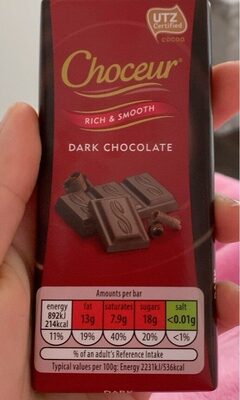 UTZ
Certified
cocoa
Choceur®
RICH & SMOOTH
DARK CHOCOLATE
Amounts per bar
energy fat saturates sugars salt
892kJ 13g 7.9g 18g <0.01g
214kcal
11% 19% 40% 20% <1%
% of an adult's Reference Intake
Typical values per 100g: Energy 2231kJ/536kcal
DARK